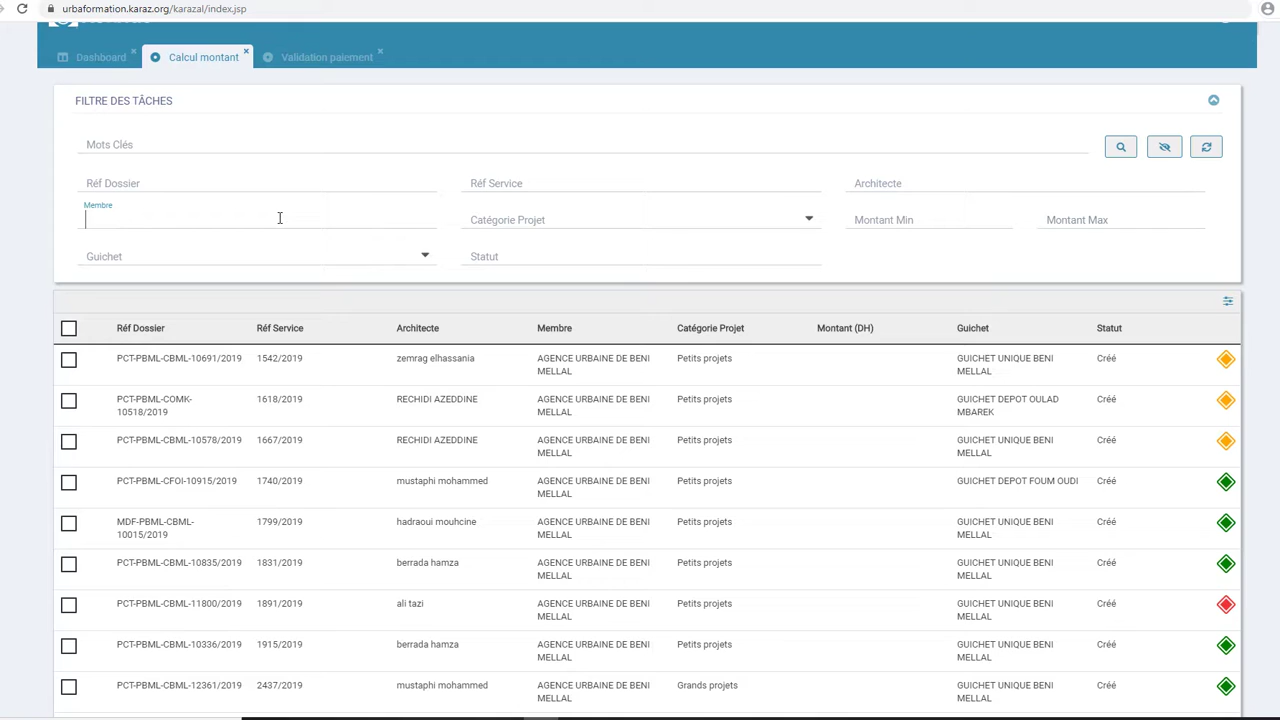 urbaformation.karaz.org/karazal/index.jsp
Dashboard
Calcul montant
Validation paiement
FILTRE DES TÂCHES
Mots Clés
Réf Dossier
Réf Service
Architecte
Membre
Catégorie Projet
Montant Min
Montant Max
Guichet
Statut
Réf Dossier Réf Service Architecte Membre Catégorie Projet Montant (DH) Guichet Statut
PCT-PBML-CBML-10691/2019 1542/2019 zemrag elhassania AGENCE URBAINE DE BENI Petits projets GUICHET UNIQUE BENI Créé
MELLAL MELLAL
PCT-PBML-COMK- 1618/2019 RECHIDI AZEDDINE AGENCE URBAINE DE BENI Petits projets GUICHET DEPOT OULAD Créé
10518/2019 MELLAL MBAREK
PCT-PBML-CBML-10578/2019 1667/2019 RECHIDI AZEDDINE AGENCE URBAINE DE BENI Petits projets GUICHET UNIQUE BENI Créé
MELLAL MELLAL
PCT-PBML-CFOI-10915/2019 1740/2019 mustaphi mohammed AGENCE URBAINE DE BENI Petits projets GUICHET DEPOT FOUM OUDI Créé
MELLAL
MDF-PBML-CBML- 1799/2019 hadraoui mouhcine AGENCE URBAINE DE BENI Petits projets GUICHET UNIQUE BENI Créé
10015/2019 MELLAL MELLAL
PCT-PBML-CBML-10835/2019 1831/2019 berrada hamza AGENCE URBAINE DE BENI Petits projets GUICHET UNIQUE BENI Créé
MELLAL MELLAL
PCT-PBML-CBML-11800/2019 1891/2019 ali tazi AGENCE URBAINE DE BENI Petits projets GUICHET UNIQUE BENI Créé
MELLAL MELLAL
PCT-PBML-CBML-10336/2019 1915/2019 berrada hamza AGENCE URBAINE DE BENI Petits projets GUICHET UNIQUE BENI Créé
MELLAL MELLAL
PCT-PBML-CBML-12361/2019 2437/2019 mustaphi mohammed AGENCE URBAINE DE BENI Grands projets GUICHET UNIQUE BENI Créé
MELLAL MELLAL